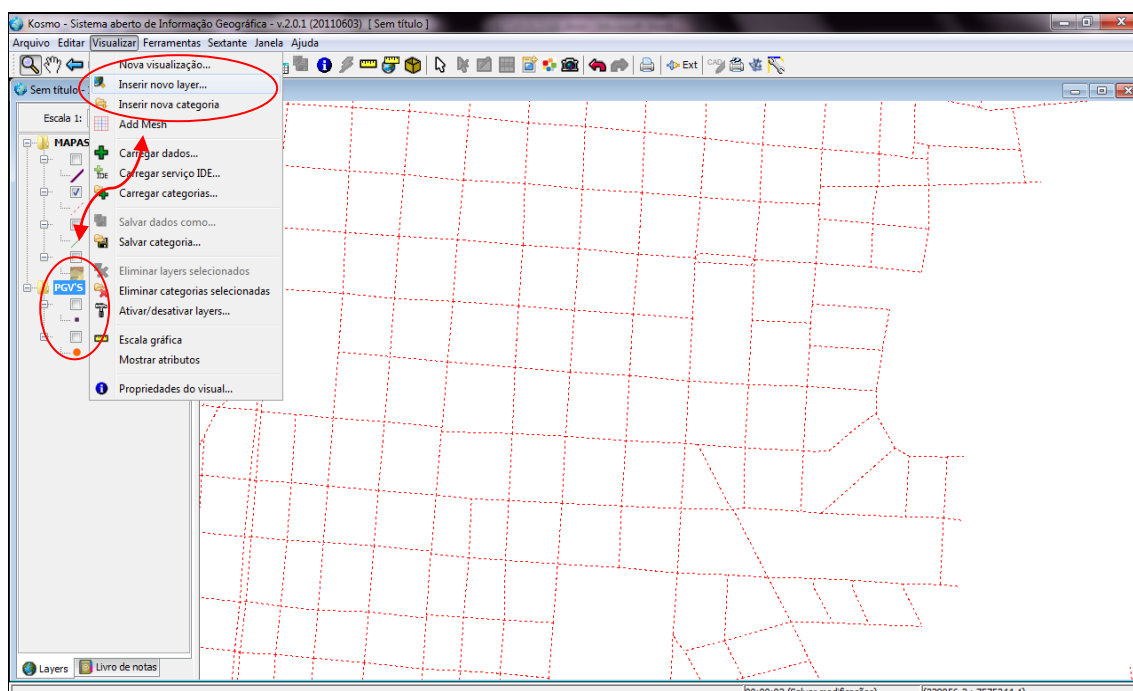 Kosmo - Sistema aberto de Informação Geográfica - v.2.0.1 (20110603) [ Sem título ]
Arquivo Editar Visualizar Ferramentas Sextante Janela Ajuda
Ext
CAD
Nova visualização...
Inserir novo layer...
Inserir nova categoria
Add Mesh
Carregar dados...
IDE Carregar serviço IDE...
Carregar categorias...
Salvar dados como...
Salvar categoria...
Eliminar layers selecionados
Eliminar categorias selecionadas
Ativar/desativar layers...
Escala gráfica
Mostrar atributos
Propriedades do visual...
Sem título -
Escala 1:
MAPAS
PGV'S
Layers Livro de notas